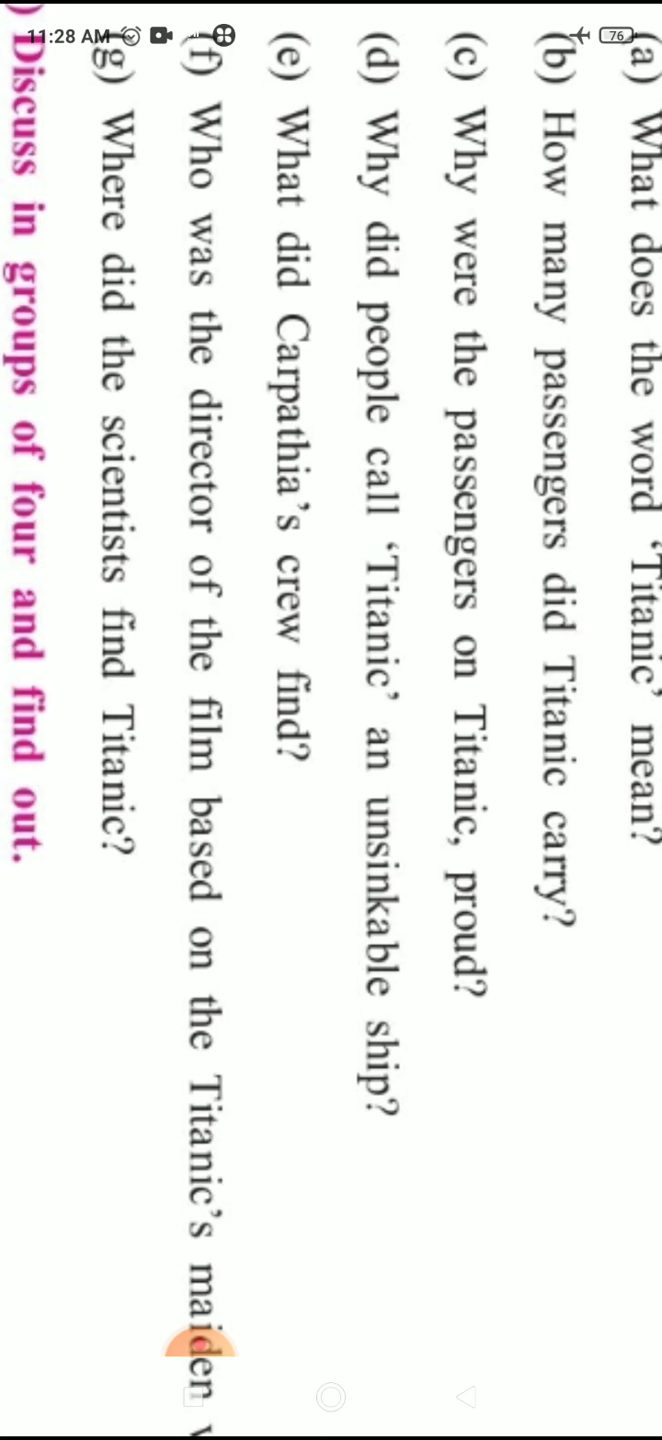 11:28 AM
76
(a) What does the word ‘Titanic’ mean?
(b) How many passengers did Titanic carry?
(c) Why were the passengers on Titanic, proud?
(d) Why did people call ‘Titanic’ an unsinkable ship?
(e) What did Carpathia’s crew find?
(f) Who was the director of the film based on the Titanic’s maiden
(g) Where did the scientists find Titanic?
) Discuss in groups of four and find out.